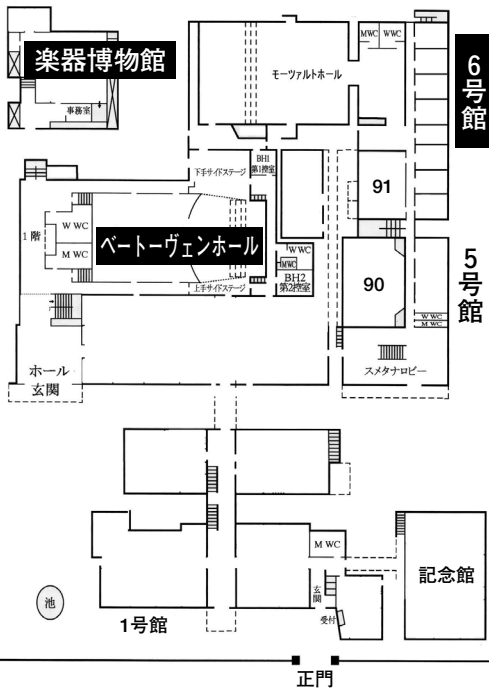 楽器博物館
事務室
モーツァルトホール
M WC
W WC
6号館
下手サイドステージ
BH1
第1控室
91
1階
W WC
M WC
ベートーヴェンホール
W WC
MWC
BH2
第2控室
上手サイドステージ
90
5号館
W WC
M WC
スメタナロビー
ホール
玄関
M WC
玄関
受付
記念館
池
1号館
正門